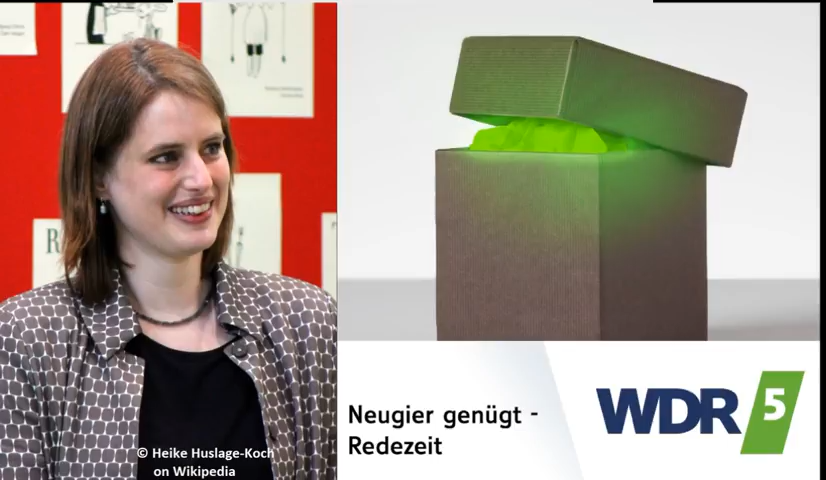 R
© Heike Huslage-Koch
on Wikipedia
Neugier genügt -
Redezeit
WDR 5